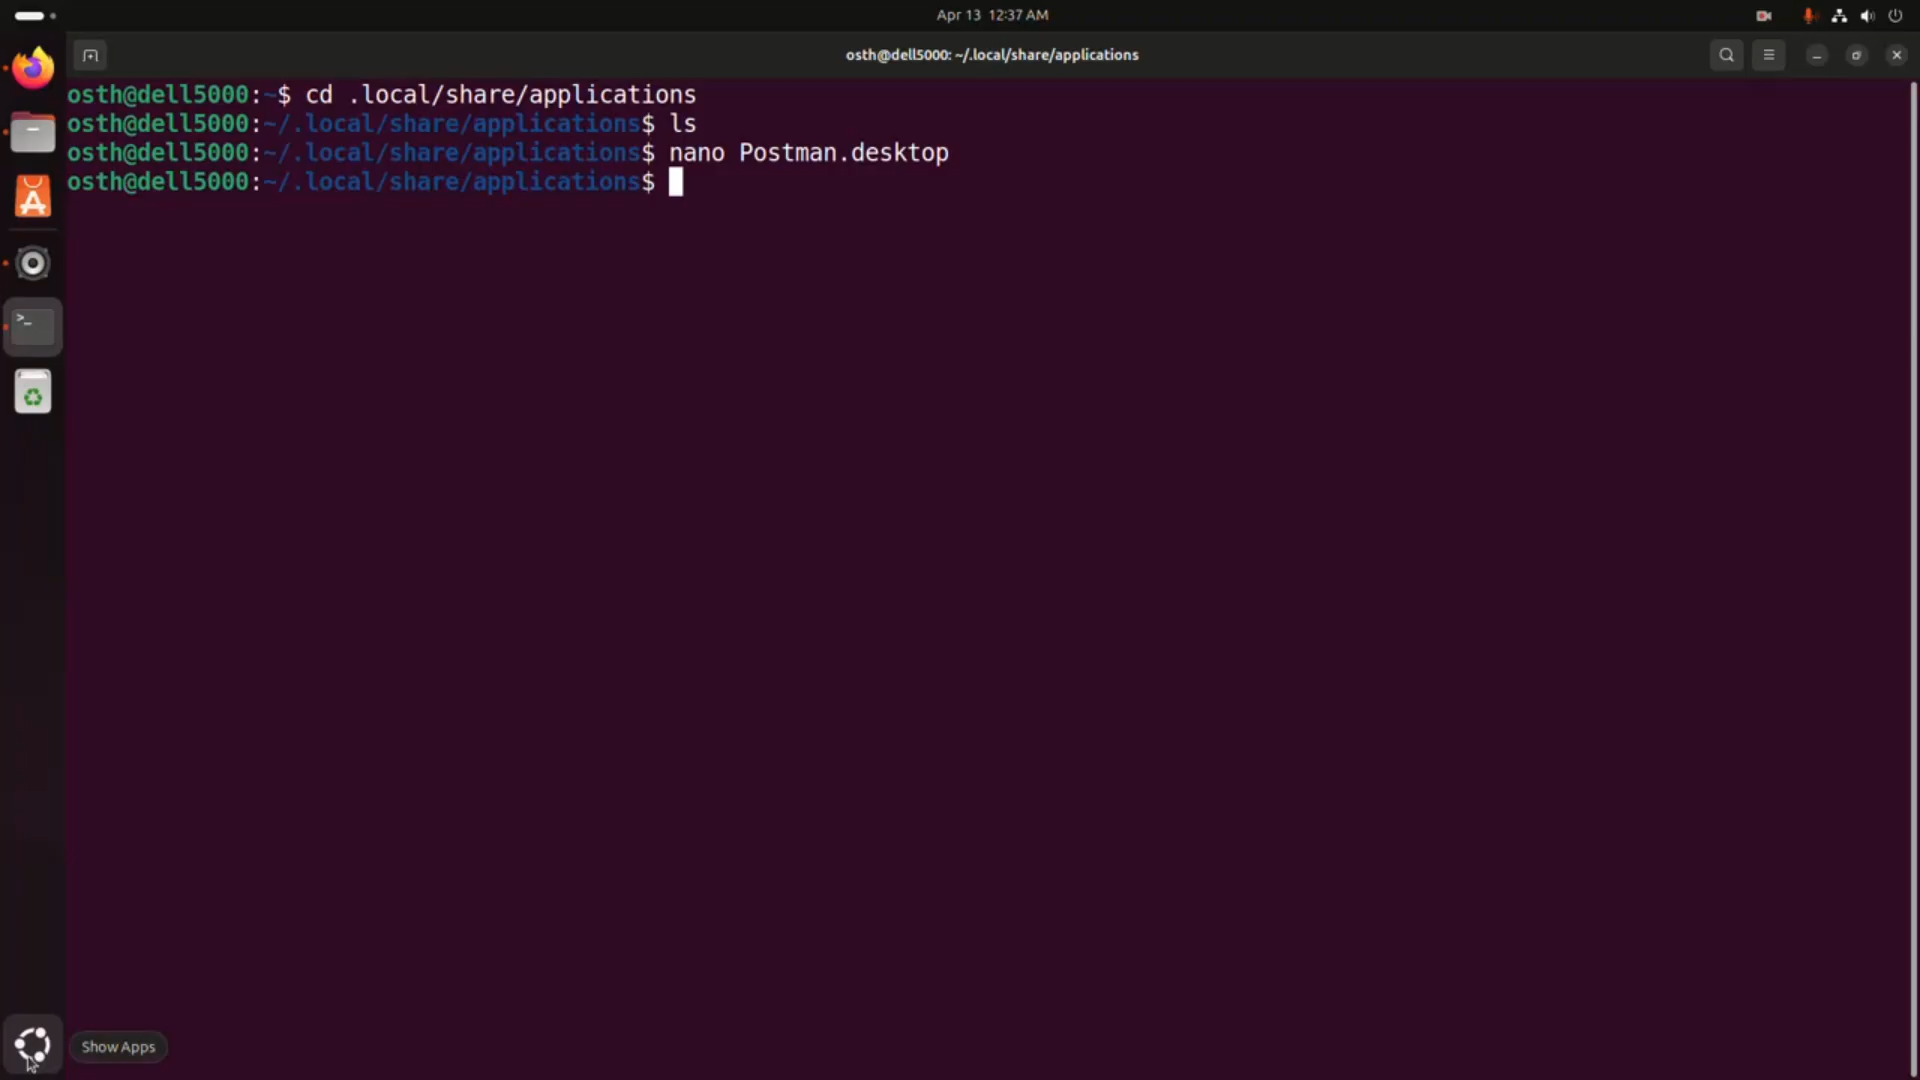 Apr 13 12:37 AM
osth@dell5000: ~/.local/share/applications
osth@dell5000:~$ cd .local/share/applications
osth@dell5000:~/.local/share/applications$ ls
osth@dell5000:~/.local/share/applications$ nano Postman.desktop
osth@dell5000:~/.local/share/applications$
Show Apps